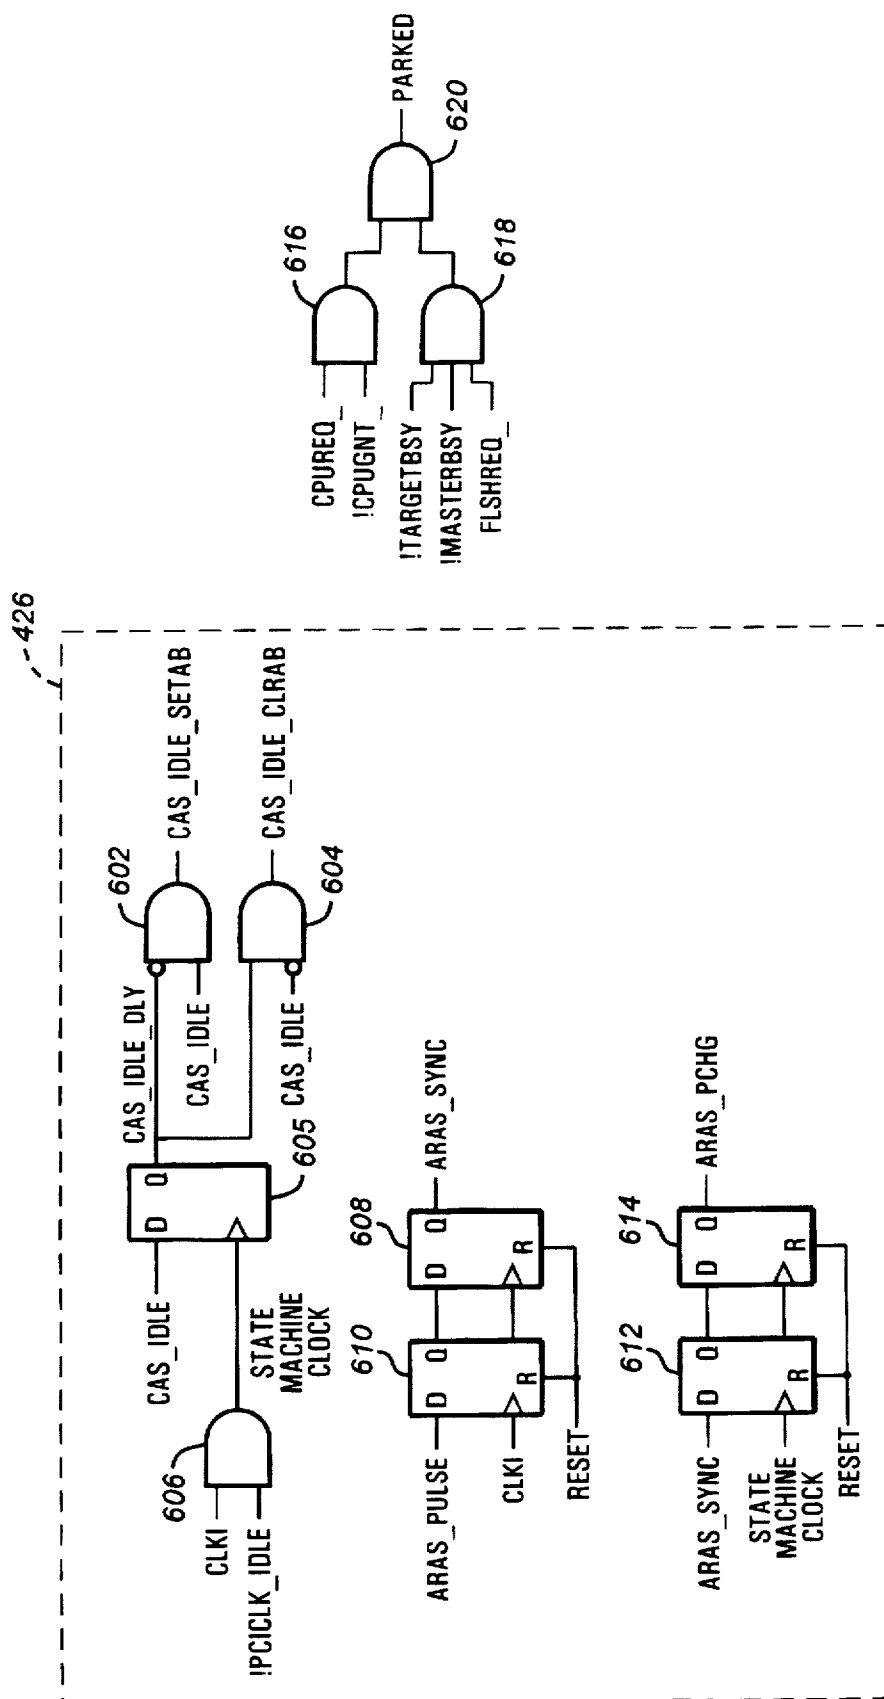 426
CAS_IDLE
D
Q
605
CAS_IDLE_DLY
CAS_IDLE
602
CAS_IDLE_SETAB
CLKI
!PCICLK_IDLE
606
STATE
MACHINE
CLOCK
CAS_IDLE
604
CAS_IDLE_CLRAB
ARAS_PULSE
CLKI
RESET
610
D
Q
R
608
D
Q
R
ARAS_SYNC
ARAS_SYNC
STATE
MACHINE
CLOCK
RESET
612
D
Q
R
614
D
Q
R
ARAS_PCHG
CPUREQ_
!CPUGNT_
616
!TARGETBSY
!MASTERBSY
FLSHREQ_
618
620
PARKED